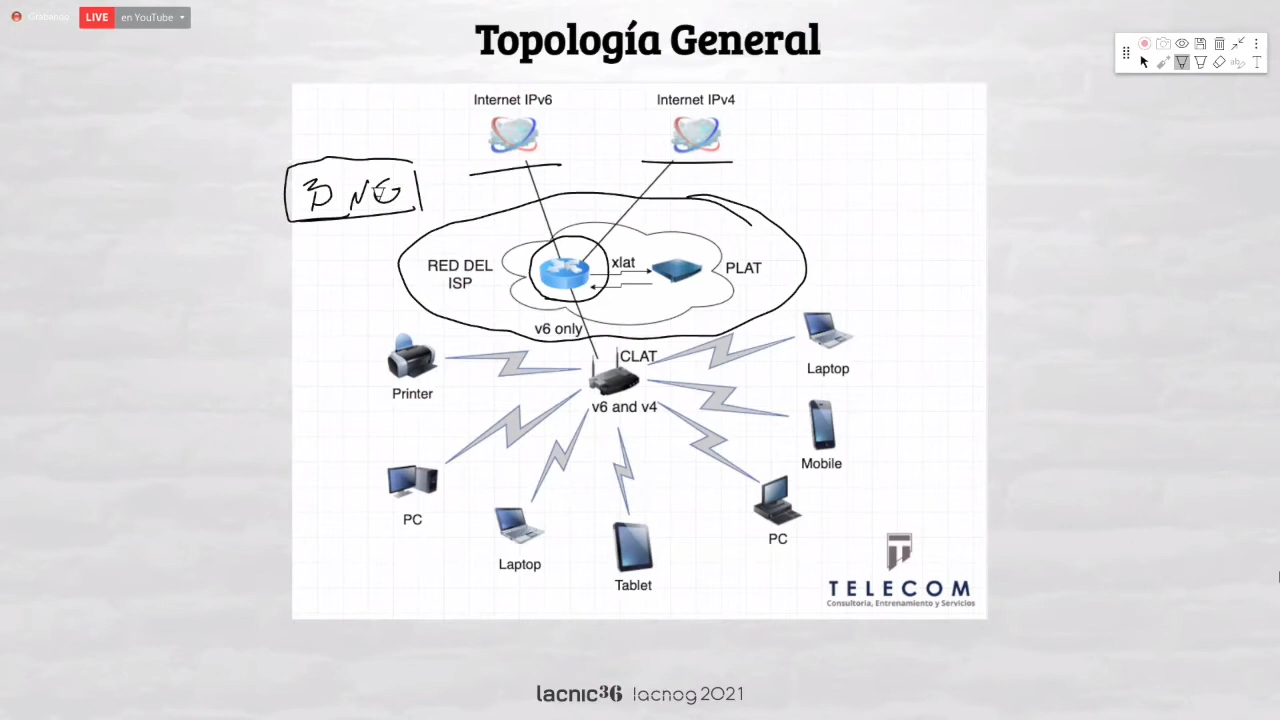 Grabando
LIVE en YouTube
Topología General
Internet IPv6
Internet IPv4
BNG
RED DEL
ISP
xlat
PLAT
v6 only
CLAT
v6 and v4
Printer
Laptop
Mobile
PC
PC
Laptop
Tablet
TELECOM
Consultoria, Entrenamiento y Servicios
lacnic36 lacnog2021